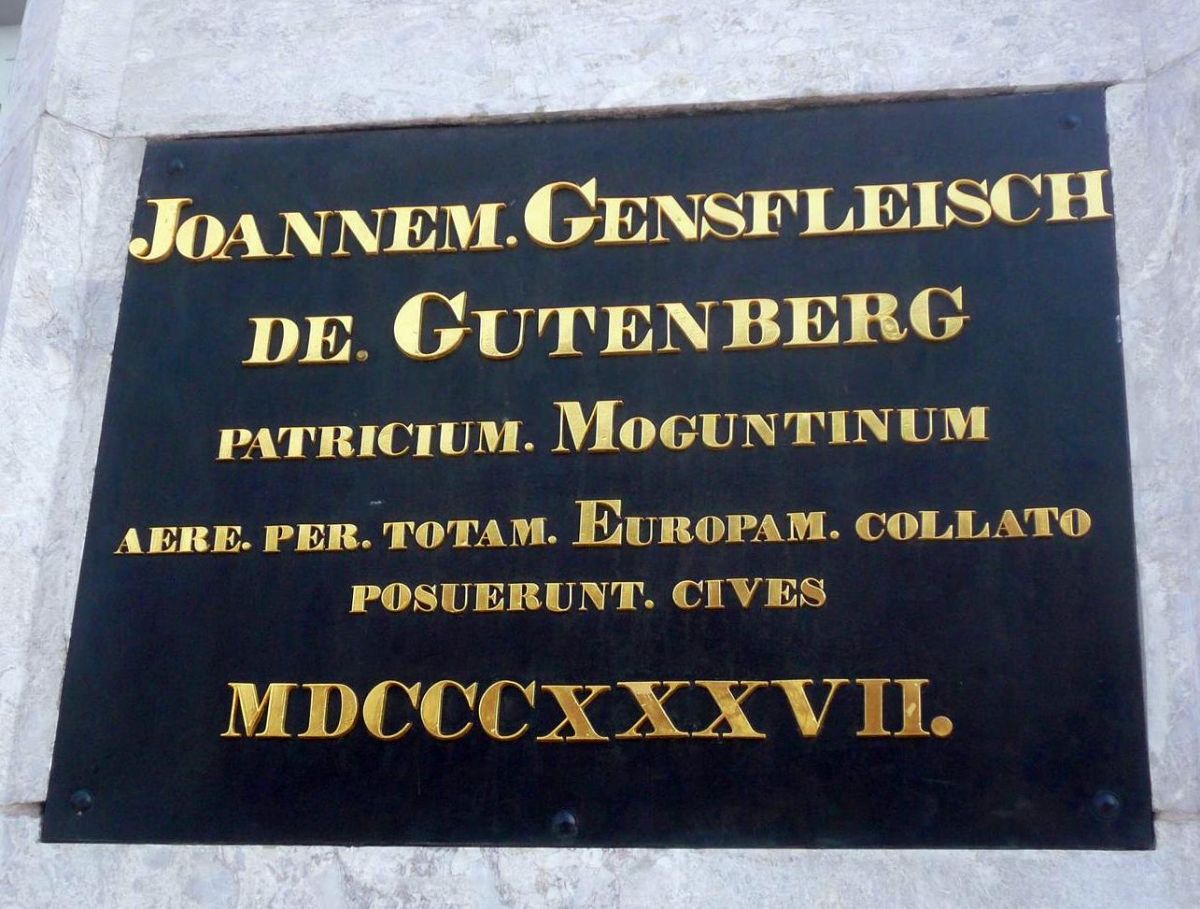 JOANNEM. GENSFLEISCH
DE. GUTENBERG
PATRICIUM. MOGUNTINUM
AERE. PER. TOTAM. EUROPAM. COLLATO
POSUERUNT. CIVES
MDCCCXXXVII.